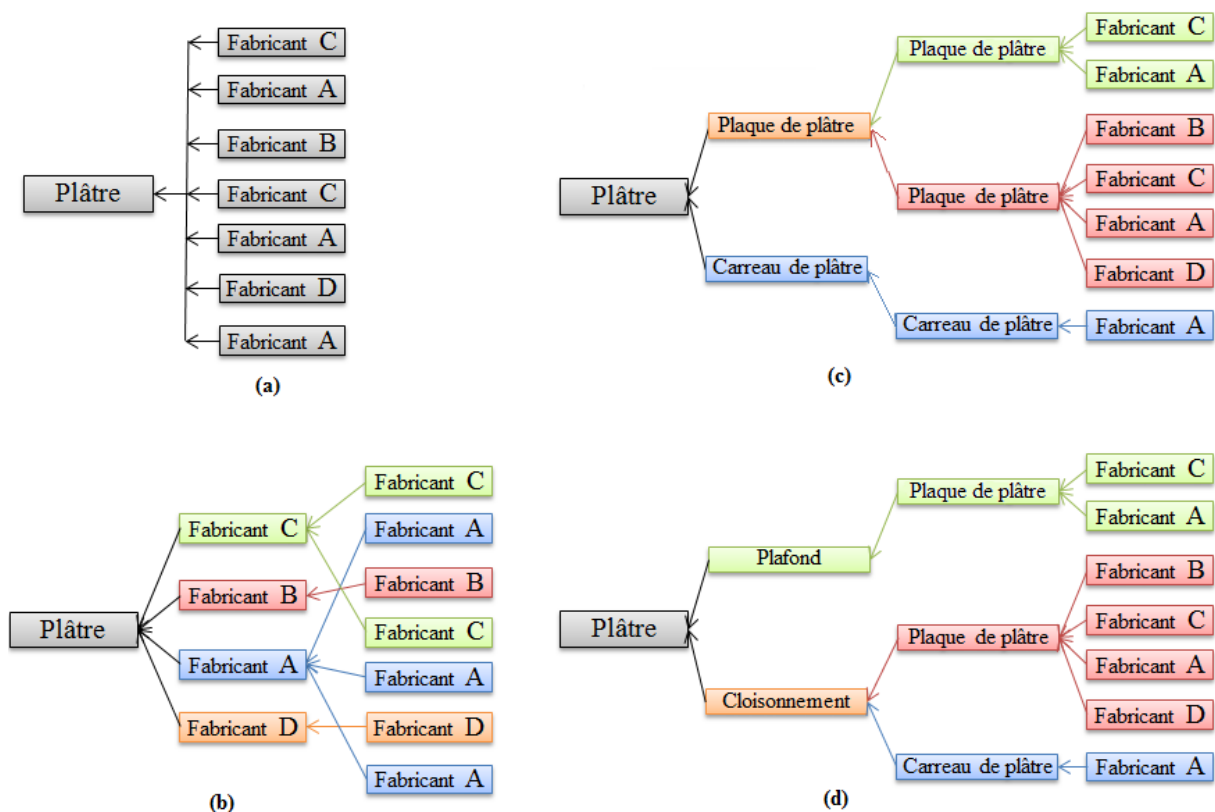 Fabricant C
Fabricant A
Fabricant B
Plâtre
Fabricant C
Fabricant A
Fabricant D
Fabricant A
(a)
Fabricant C
Plaque de plâtre
Fabricant A
Plaque de plâtre
Fabricant B
Fabricant C
Plâtre
Plaque de plâtre
Fabricant A
Carreau de plâtre
Fabricant D
Carreau de plâtre
Fabricant A
(c)
Fabricant C
Fabricant C
Fabricant A
Fabricant B
Fabricant B
Plâtre
Fabricant C
Fabricant A
Fabricant A
Fabricant D
Fabricant D
Fabricant A
(b)
Fabricant C
Plaque de plâtre
Fabricant A
Plafond
Fabricant B
Fabricant C
Plâtre
Plaque de plâtre
Fabricant A
Cloisonnement
Fabricant D
Carreau de plâtre
Fabricant A
(d)